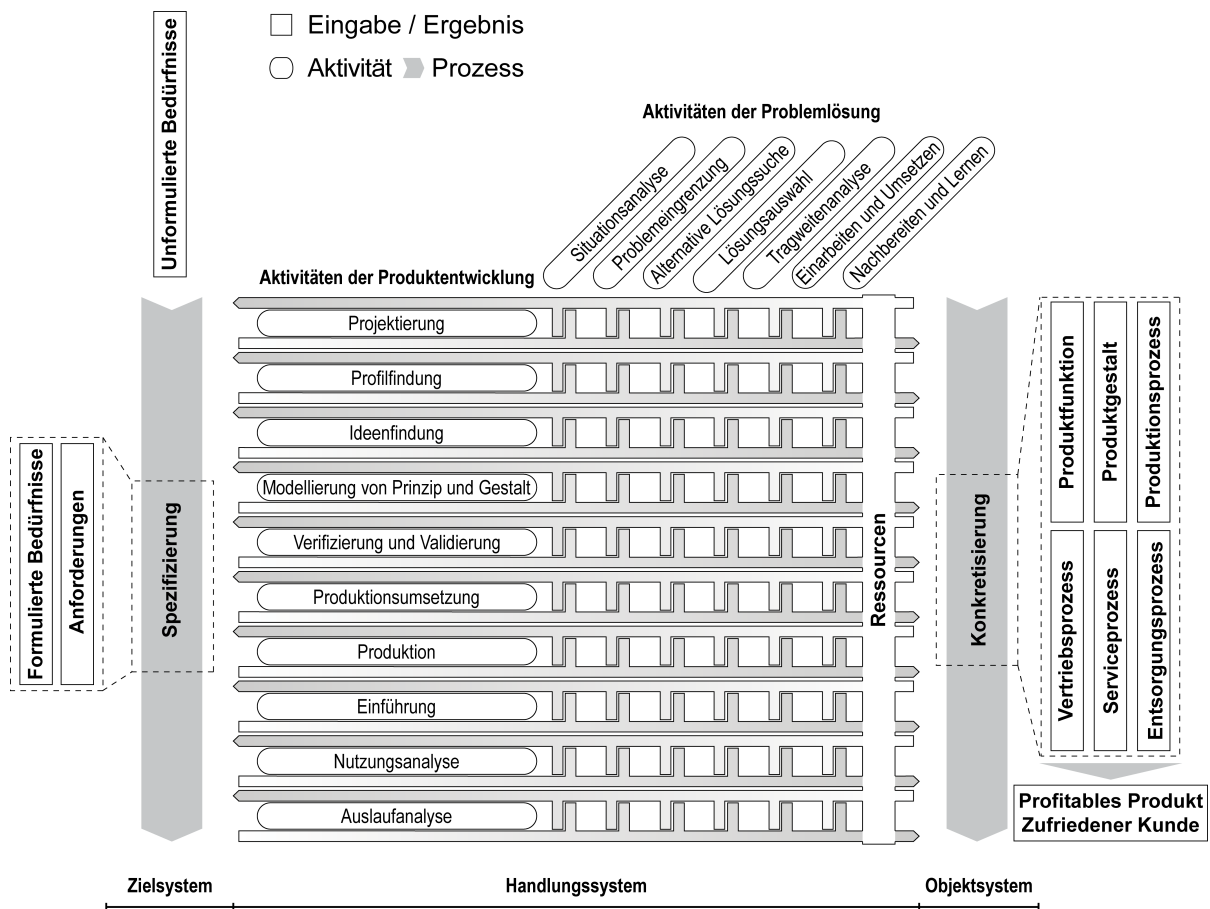 Unformulierte Bedürfnisse
Eingabe / Ergebnis
Aktivität
Prozess
Aktivitäten der Problemlösung
Situationsanalyse
Problemeingrenzung
Alternative Lösungssuche
Lösungsauswahl
Tragweitenanalyse
Einarbeiten und Umsetzen
Nachbereiten und Lernen
Aktivitäten der Produktentwicklung
Projektierung
Profilfindung
Ideenfindung
Modellierung von Prinzip und Gestalt
Verifizierung und Validierung
Produktionsumsetzung
Produktion
Einführung
Nutzungsanalyse
Auslaufanalyse
Formulierte Bedürfnisse
Anforderungen
Spezifizierung
Ressourcen
Konkretisierung
Produktfunktion
Produktgestalt
Produktionsprozess
Vertriebsprozess
Serviceprozess
Entsorgungsprozess
Profitables Produkt
Zufriedener Kunde
Zielsystem
Handlungssystem
Objektsystem